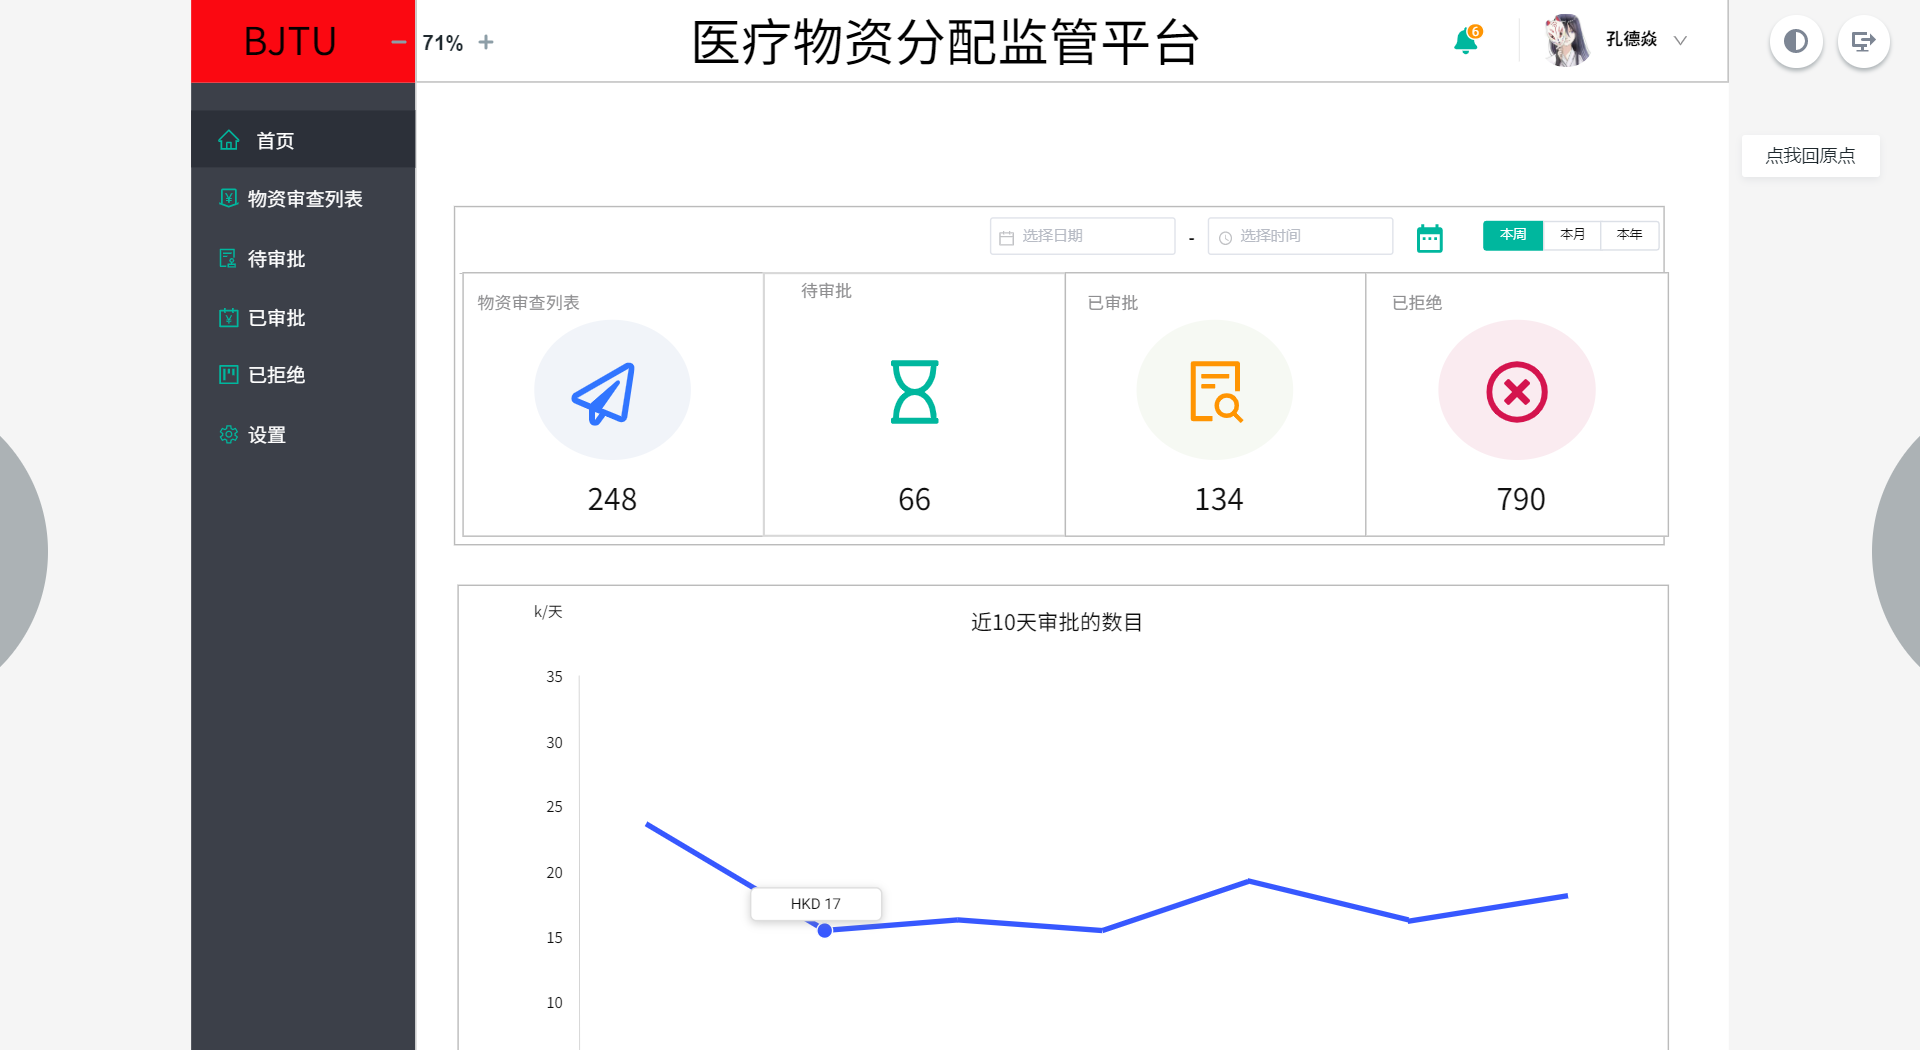 BJTU
71%
医疗物资分配监管平台
6
孔德焱
点我回原点
首页
物资审查列表
待审批
已审批
已拒绝
设置
选择日期
-
选择时间
本周
本月
本年
物资审查列表
待审批
已审批
已拒绝
248
66
134
790
k/天
近10天审批的数目
35
30
25
20
15
10
HKD 17